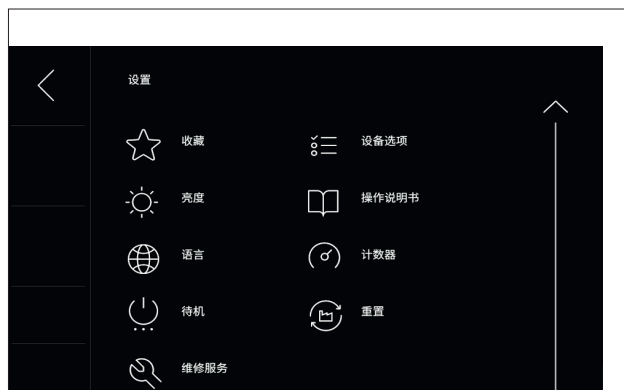 设置
收藏
设备选项
亮度
操作说明书
语言
计数器
待机
重置
维修服务